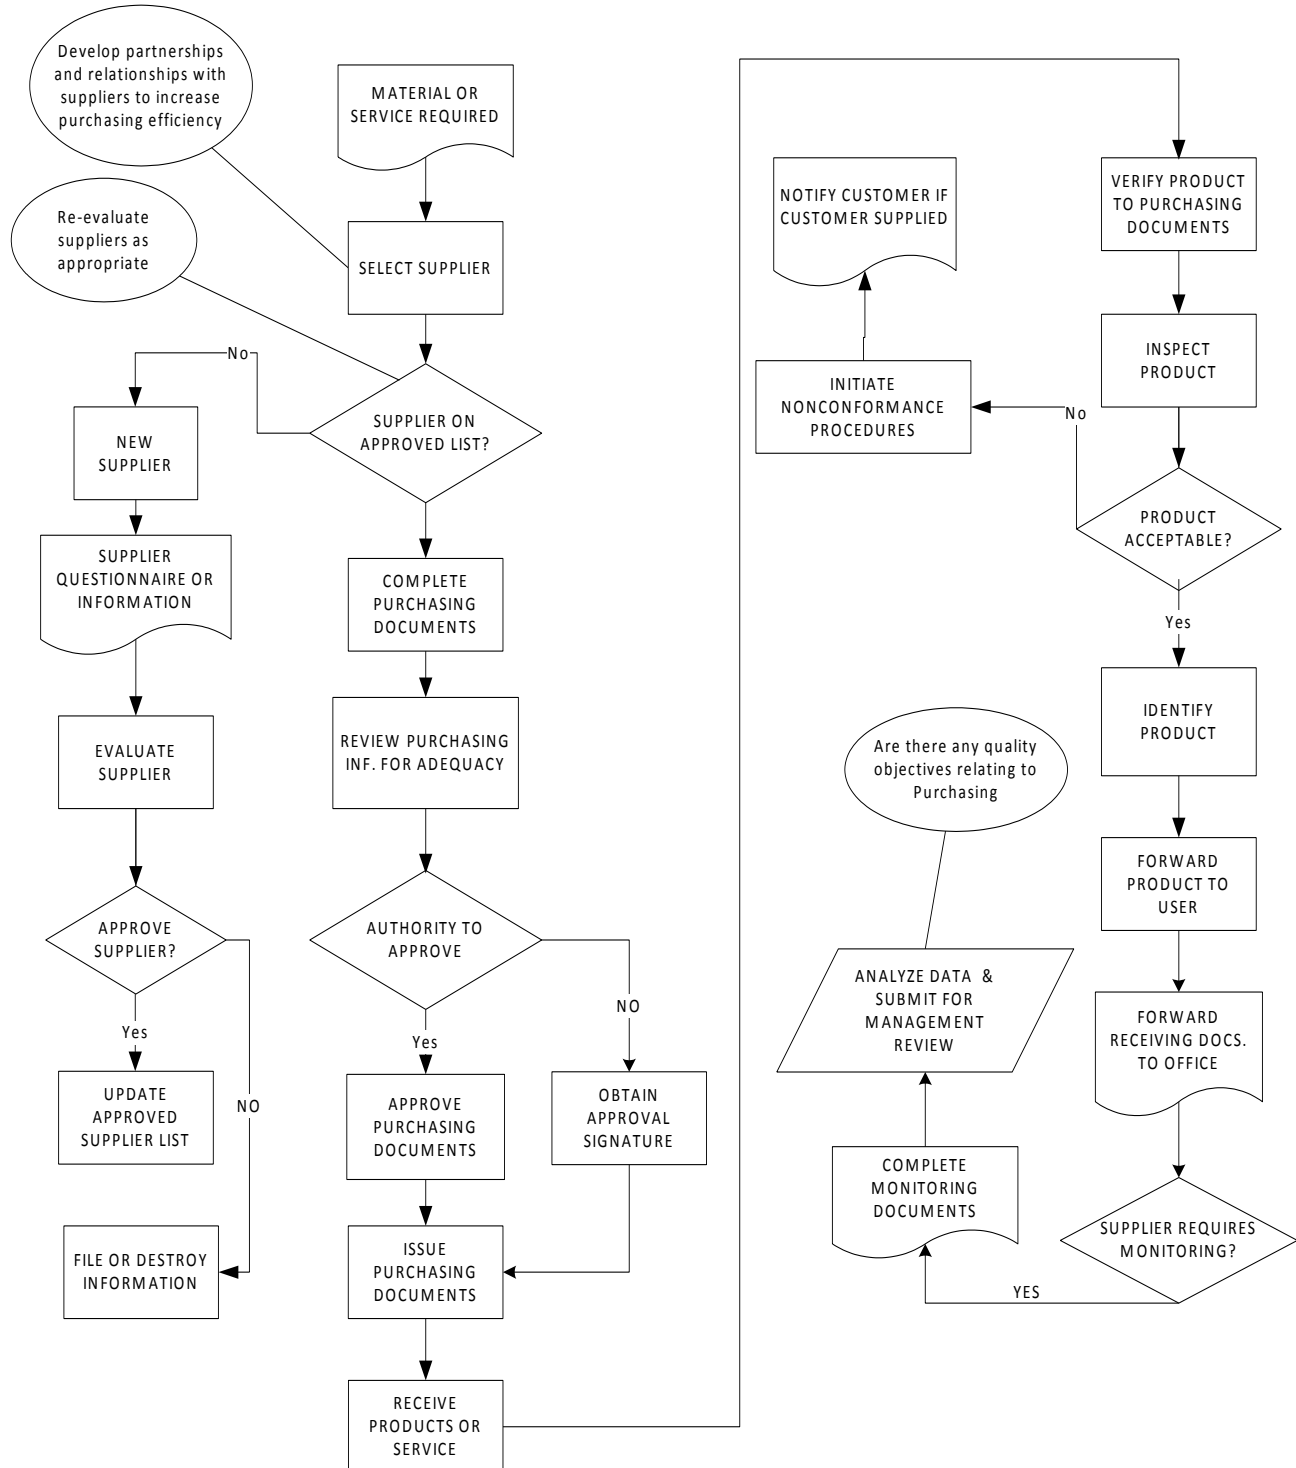 Develop partnerships
and relationships with
suppliers to increase
purchasing efficiency
MATERIAL OR
SERVICE REQUIRED
Re-evaluate
suppliers as
appropriate
SELECT SUPPLIER
No
SUPPLIER ON
APPROVED LIST?
NEW
SUPPLIER
SUPPLIER
QUESTIONNAIRE OR
INFORMATION
COMPLETE
PURCHASING
DOCUMENTS
EVALUATE
SUPPLIER
REVIEW PURCHASING
INF. FOR ADEQUACY
APPROVE
SUPPLIER?
AUTHORITY TO
APPROVE
Yes
NO
Yes
NO
UPDATE
APPROVED
SUPPLIER LIST
APPROVE
PURCHASING
DOCUMENTS
OBTAIN
APPROVAL
SIGNATURE
FILE OR DESTROY
INFORMATION
ISSUE
PURCHASING
DOCUMENTS
RECEIVE
PRODUCTS OR
SERVICE
VERIFY PRODUCT
TO PURCHASING
DOCUMENTS
NOTIFY CUSTOMER IF
CUSTOMER SUPPLIED
INSPECT
PRODUCT
INITIATE
NONCONFORMANCE
PROCEDURES
No
PRODUCT
ACCEPTABLE?
Yes
IDENTIFY
PRODUCT
Are there any quality
objectives relating to
Purchasing
FORWARD
PRODUCT TO
USER
ANALYZE DATA &
SUBMIT FOR
MANAGEMENT
REVIEW
FORWARD
RECEIVING DOCS.
TO OFFICE
COMPLETE
MONITORING
DOCUMENTS
SUPPLIER REQUIRES
MONITORING?
YES